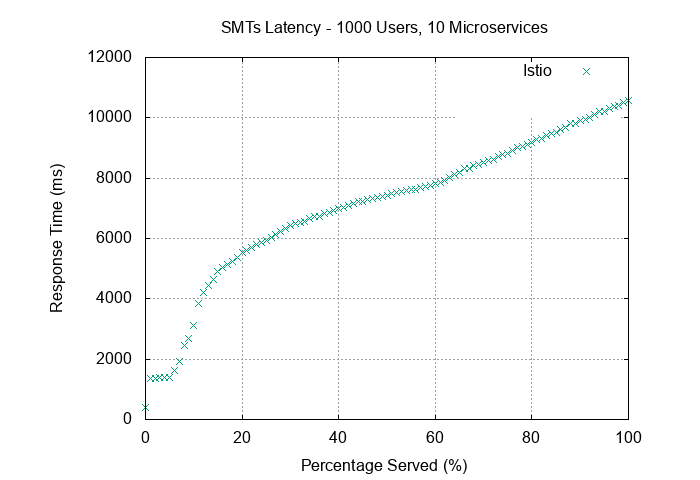 SMTs Latency - 1000 Users, 10 Microservices
12000
Istio
10000
8000
6000
4000
2000
0
Response Time (ms)
0 20 40 60 80 100
Percentage Served (%)